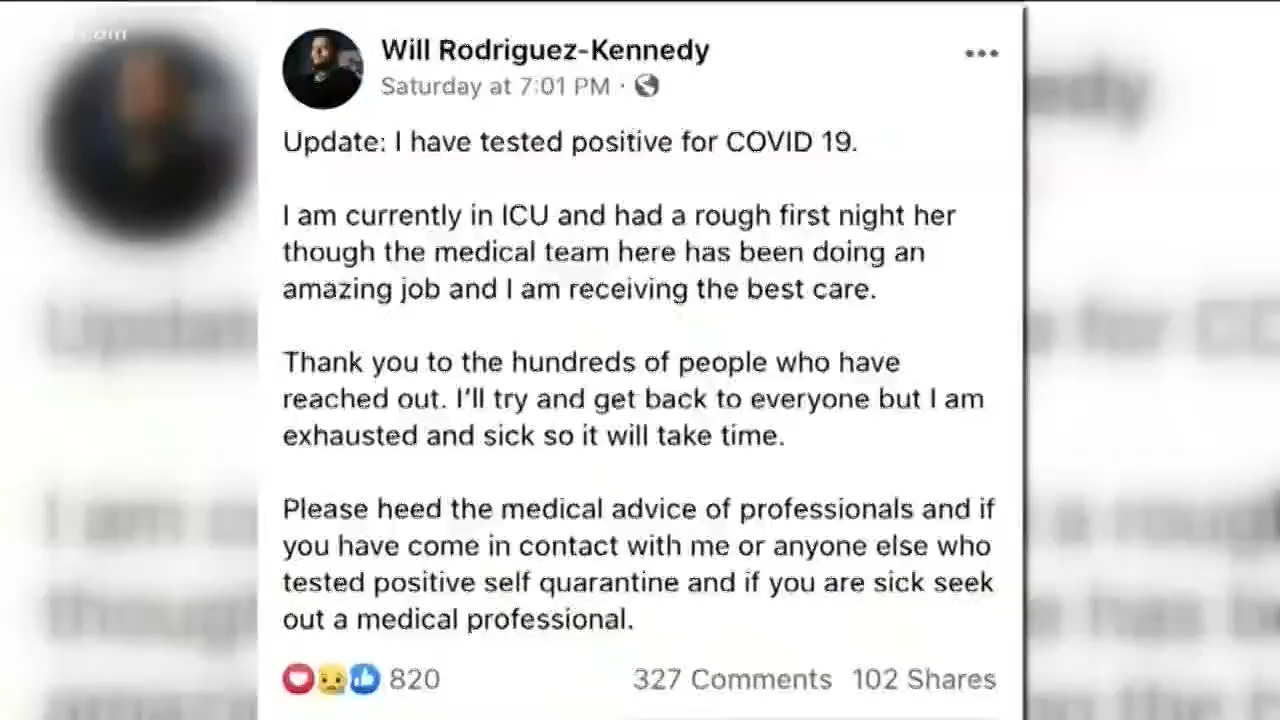 .com
Will Rodriguez-Kennedy
Saturday at 7:01 PM ·
Update: I have tested positive for COVID 19.
I am currently in ICU and had a rough first night her
though the medical team here has been doing an
amazing job and I am receiving the best care.
Thank you to the hundreds of people who have
reached out. I'll try and get back to everyone but I am
exhausted and sick so it will take time.
Please heed the medical advice of professionals and if
you have come in contact with me or anyone else who
tested positive self quarantine and if you are sick seek
out a medical professional.
820 327 Comments 102 Shares